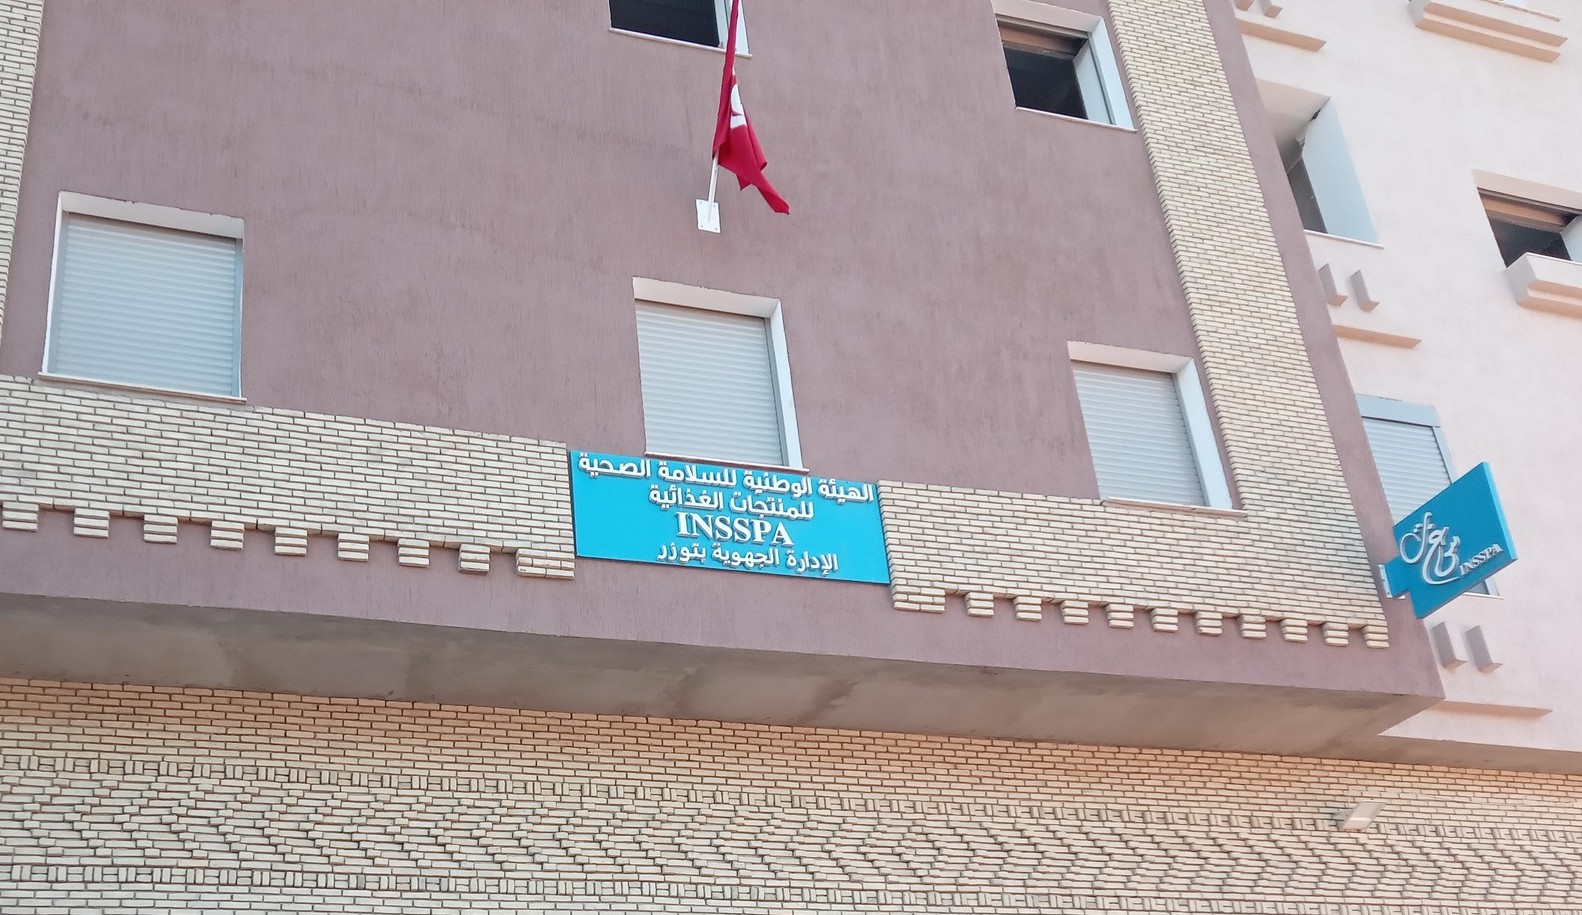 الهيئة الوطنية للسلامة الصحية
للمنتجات الغذائية
INSSPA
الإدارة الجهوية بتوزر
INSSPA